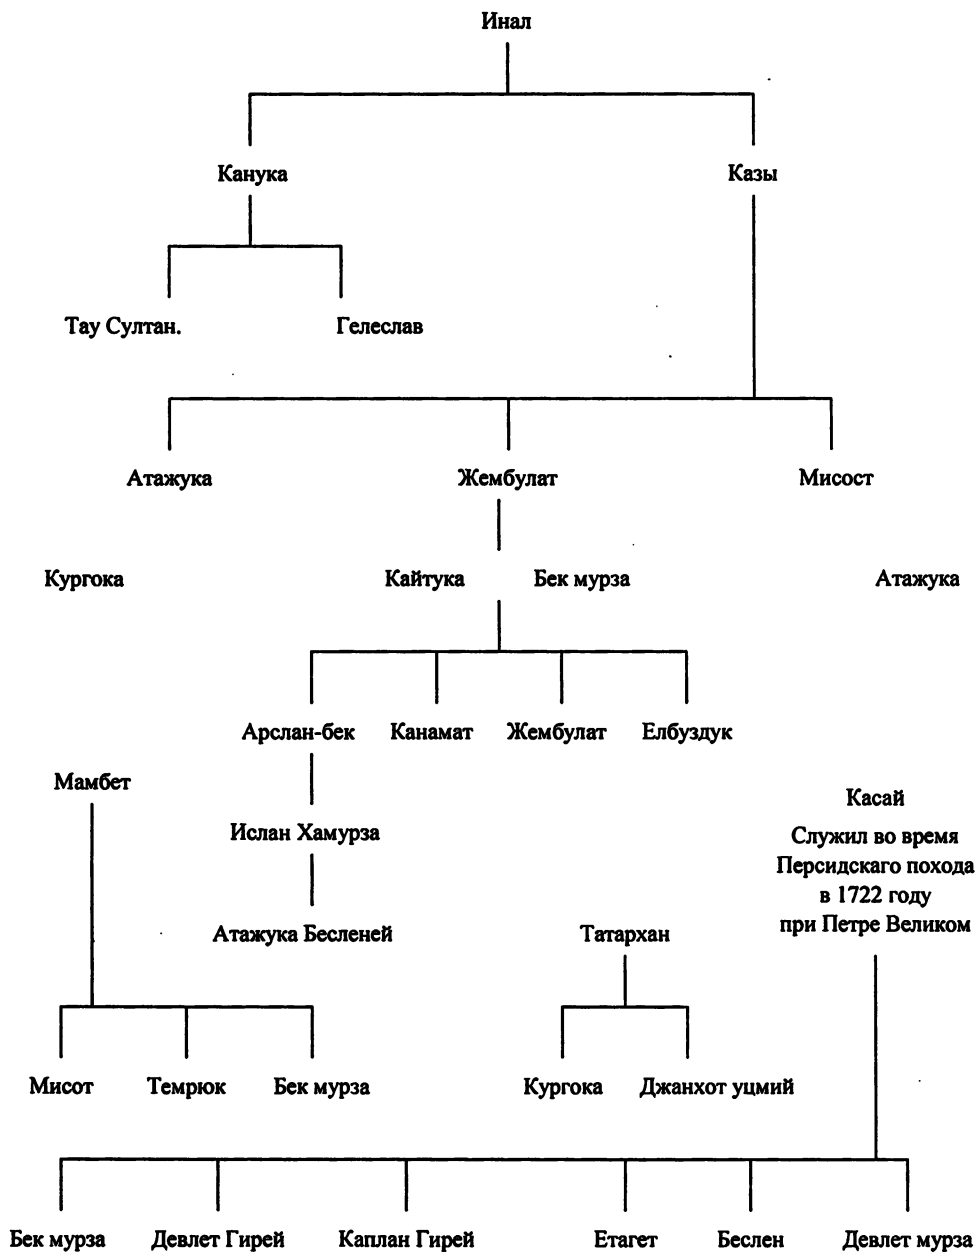 Инал
Канука Казы
Тау Султан. Гелеслав
Атажука Жембулат Мисост
Кургока Кайтука Бек мурза Атажука
Арслан-бек Канамат Жембулат Елбуздук
Мамбет
Касай
Ислан Хамурза
Служил во время
Персидскаго похода
в 1722 году
при Петре Великом
Атажука Бесленей Татархан
Мисот Темрюк Бек мурза Кургока Джанхот уцмий
Бек мурза Девлет Гирей Каплан Гирей Етагет Беслен Девлет мурза